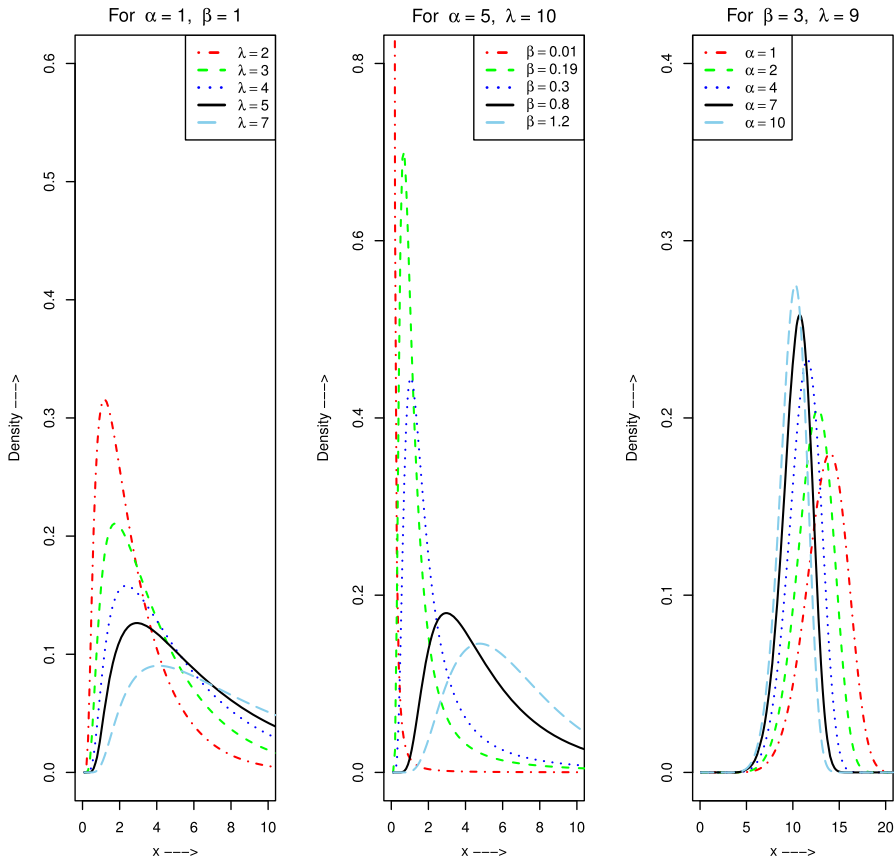 For α = 1, β = 1
λ = 2
λ = 3
λ = 4
λ = 5
λ = 7
0.6
0.5
0.4
0.3
0.2
0.1
0.0
Density −−−>
0 2 4 6 8 10
x −−−>
For α = 5, λ = 10
β = 0.01
β = 0.19
β = 0.3
β = 0.8
β = 1.2
0.8
0.6
0.4
0.2
0.0
Density −−−>
0 2 4 6 8 10
x −−−>
For β = 3, λ = 9
α = 1
α = 2
α = 4
α = 7
α = 10
0.4
0.3
0.2
0.1
0.0
Density −−−>
0 5 10 15 20
x −−−>